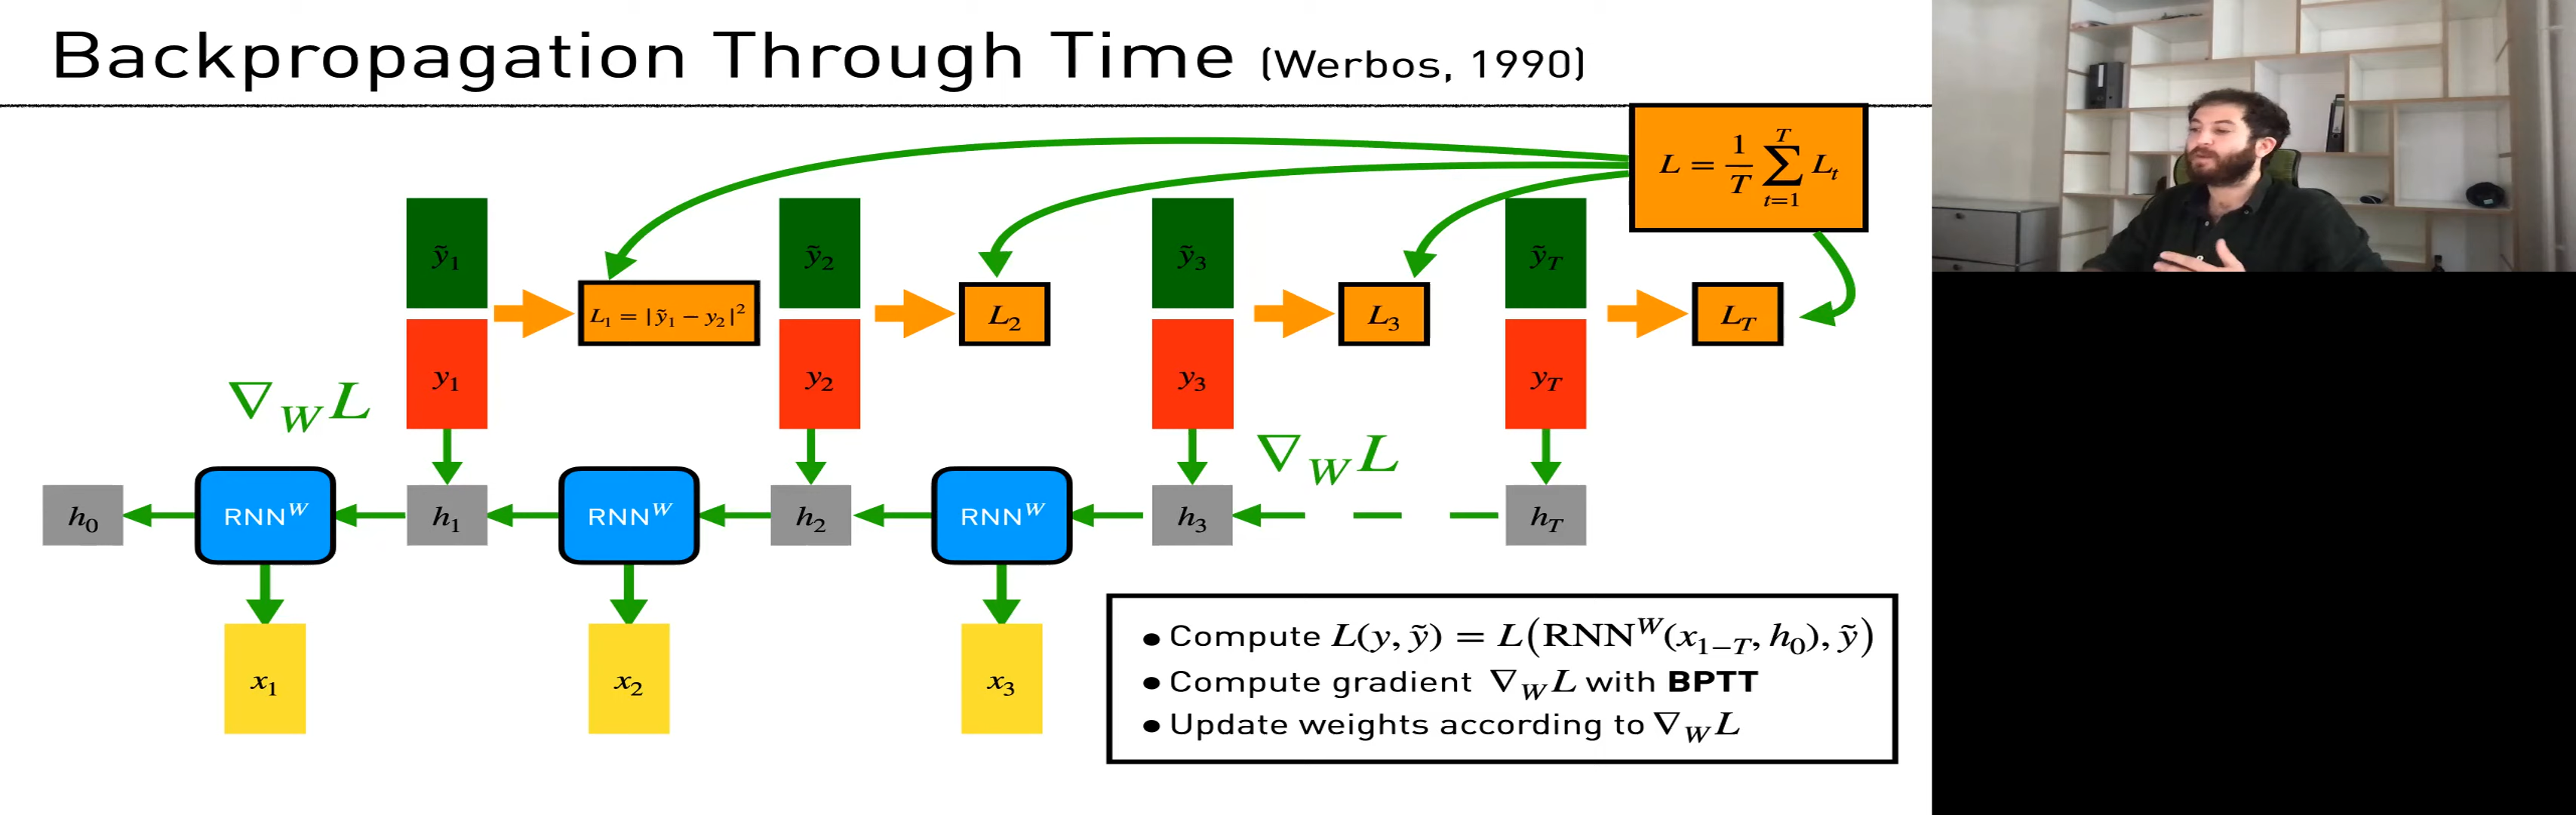 Backpropagation Through Time (Werbos, 1990)
L = 1/T ∑_{t=1}^{T} L_t
ỹ₁
ỹ₂
ỹ₃
ỹ_T
L₁ = |ỹ₁ − y₂|²
L₂
L₃
L_T
y₁
y₂
y₃
y_T
∇_W L
∇_W L
h₀
RNN^W
h₁
RNN^W
h₂
RNN^W
h₃
h_T
x₁
x₂
x₃
• Compute L(y, ỹ) = L(RNN^W(x_{1−T}, h₀), ỹ)
• Compute gradient ∇_W L with BPTT
• Update weights according to ∇_W L